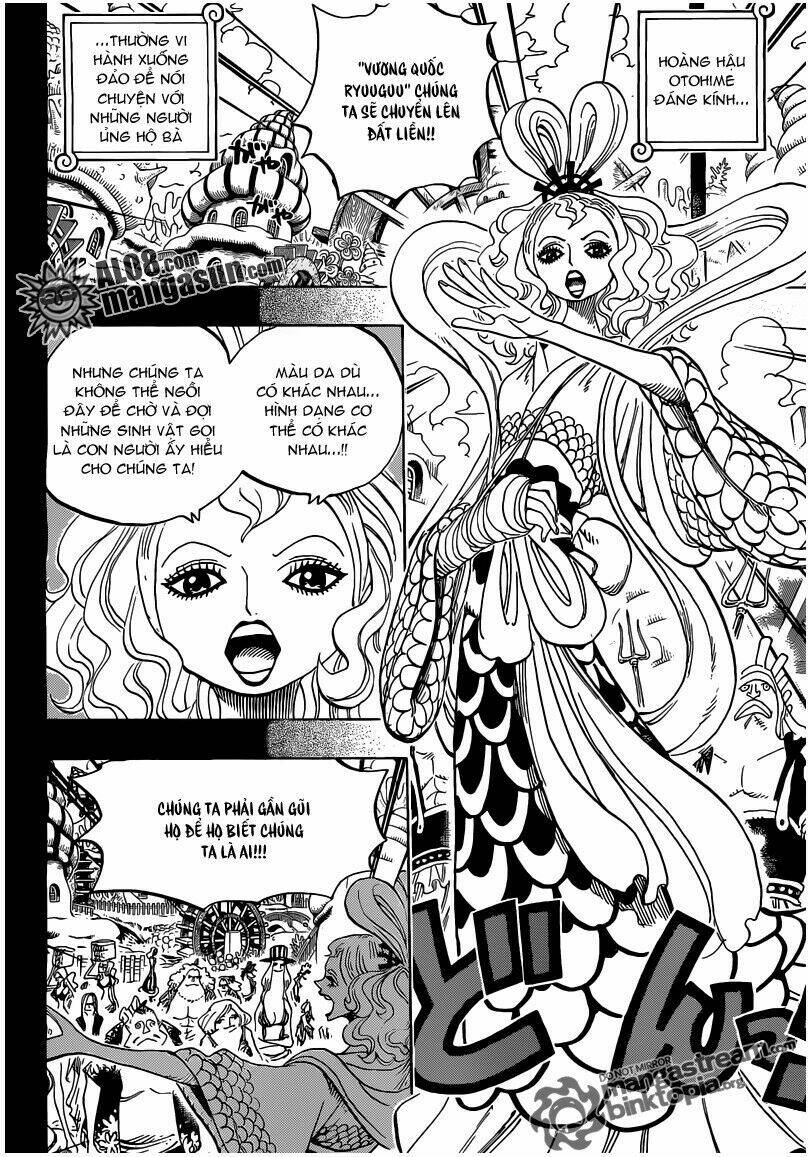 HOÀNG HẬU
OTOHIME
ĐÁNG KÍNH...
"VƯƠNG QUỐC
RYUUGUU" CHÚNG
TA SẼ CHUYỂN LÊN
ĐẤT LIỀN!!
...THƯỜNG VI
HÀNH XUỐNG
ĐẢO ĐỂ NÓI
CHUYỆN VỚI
NHỮNG NGƯỜI
ỦNG HỘ BÀ
AL08.com
mangasun.com
MÀU DA DÙ
CÓ KHÁC NHAU...
HÌNH DẠNG CƠ
THỂ CÓ KHÁC
NHAU...!!
NHƯNG CHÚNG TA
KHÔNG THỂ NGỒI
ĐÂY ĐỂ CHỜ VÀ ĐỢI
NHỮNG SINH VẬT GỌI
LÀ CON NGƯỜI ẤY HIỂU
CHO CHÚNG TA!
CHÚNG TA PHẢI GẦN GŨI
HỌ ĐỂ HỌ BIẾT CHÚNG
TA LÀ AI!!!
どんっ!
DO NOT MIRROR
mangastream.com
binktopia.org